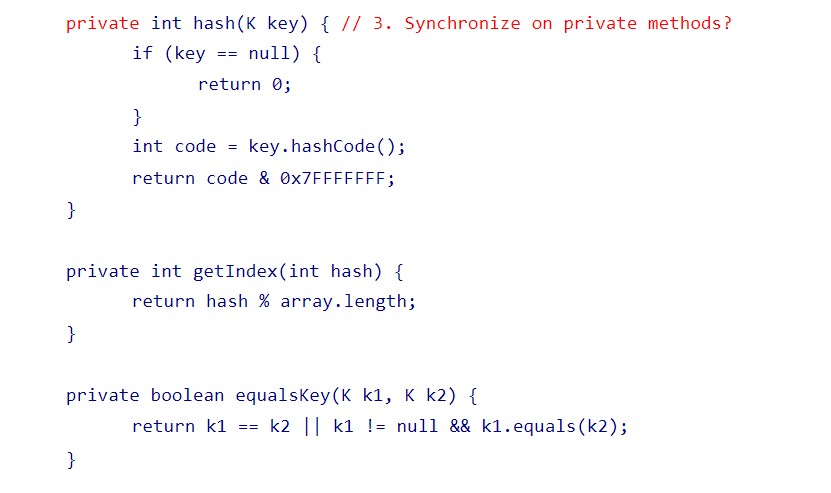 private int hash(K key) { // 3. Synchronize on private methods?
if (key == null) {
return 0;
}
int code = key.hashCode();
return code & 0x7FFFFFFF;
}
private int getIndex(int hash) {
return hash % array.length;
}
private boolean equalsKey(K k1, K k2) {
return k1 == k2 || k1 != null && k1.equals(k2);
}